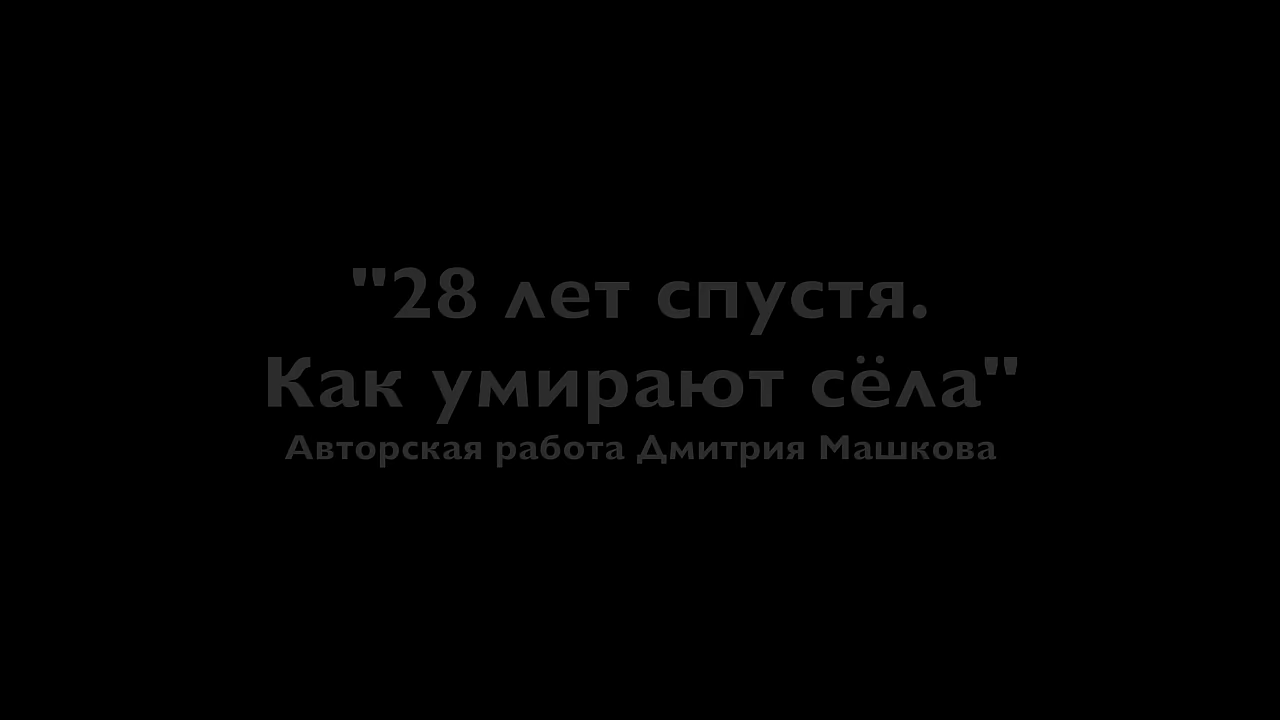 "28 лет спустя.
Как умирают сёла"
Авторская работа Дмитрия Машкова